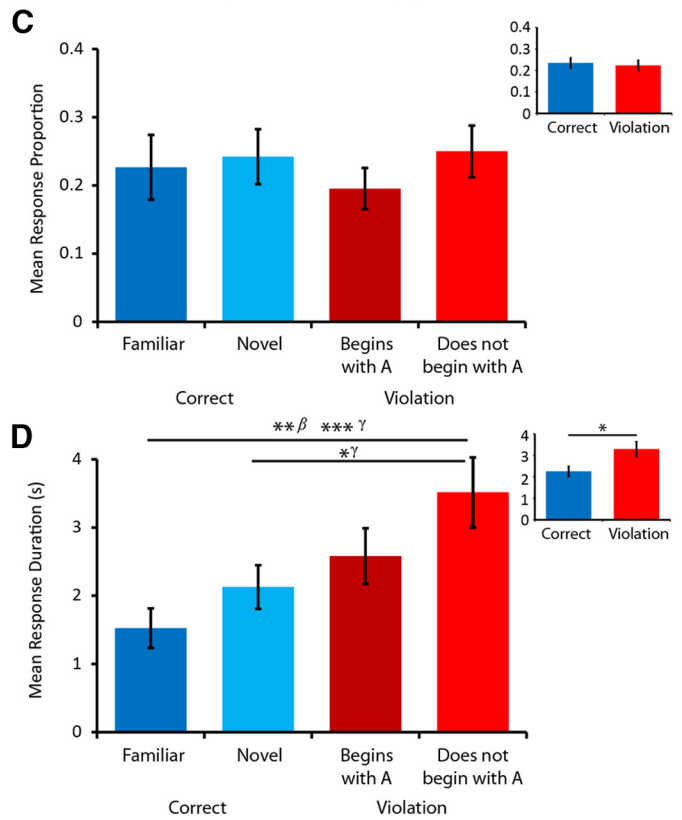 C
0.4
0.3
0.2
0.1
0
Mean Response Proportion
Familiar
Novel
Begins
with A
Does not
begin with A
Correct
Violation
0.4
0.3
0.2
0.1
0
Correct
Violation
D
**β ***γ
*γ
4
3
2
1
0
Mean Response Duration (s)
Familiar
Novel
Begins
with A
Does not
begin with A
Correct
Violation
*
4
3
2
1
0
Correct
Violation